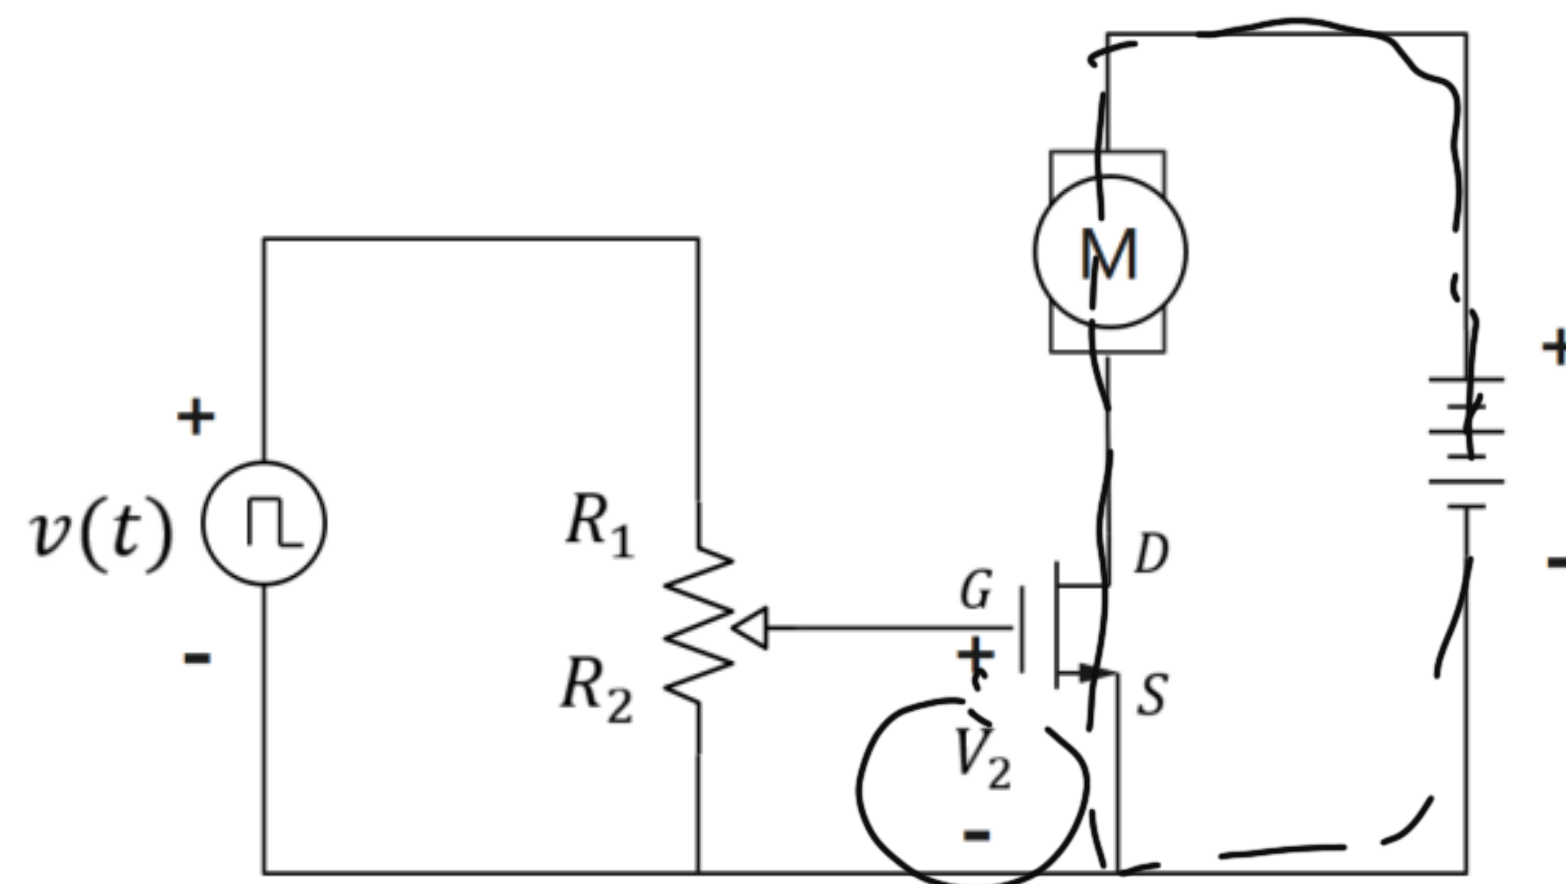 M
+
+
v(t)
R₁
D
G
-
+
-
R₂
S
V₂
-